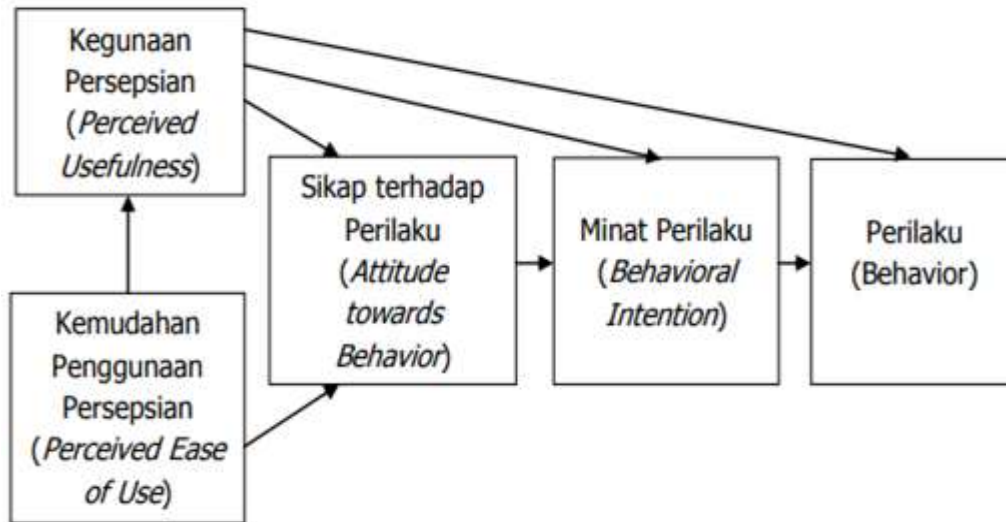 Kegunaan
Persepsian
(Perceived
Usefulness)
Kemudahan
Penggunaan
Persepsian
(Perceived Ease
of Use)
Sikap terhadap
Perilaku
(Attitude
towards
Behavior)
Minat Perilaku
(Behavioral
Intention)
Perilaku
(Behavior)